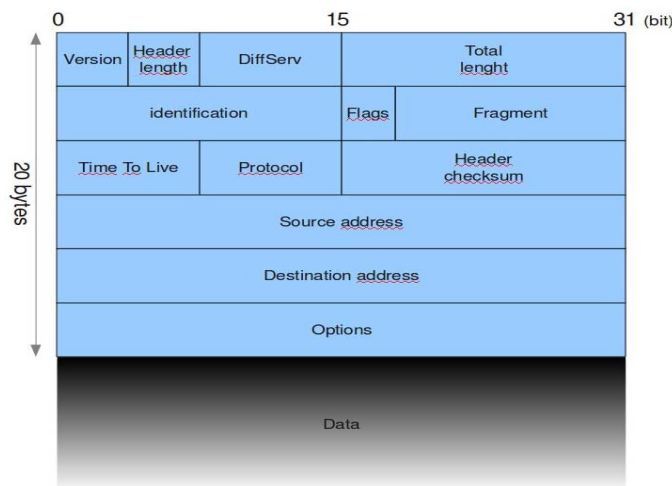 0 15 31 (bit)
Version Header length DiffServ Total lenght
identification Flags Fragment
Time To Live Protocol Header checksum
20 bytes
Source address
Destination address
Options
Data